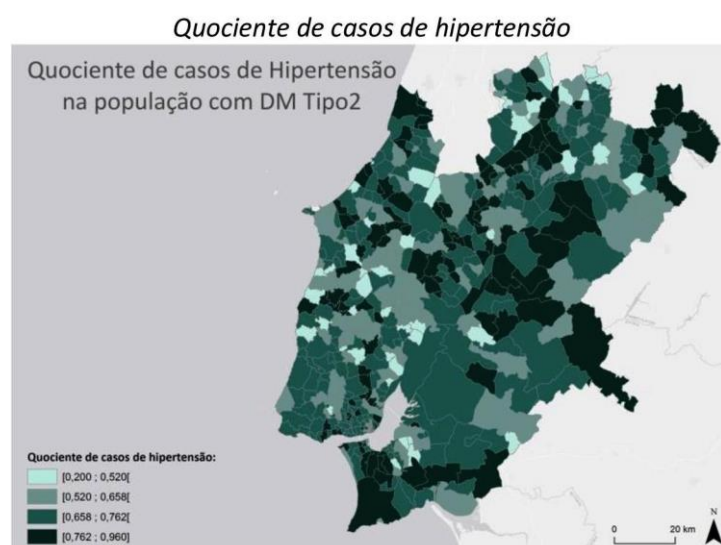 Quociente de casos de hipertensão
Quociente de casos de Hipertensão
na população com DM Tipo2
Quociente de casos de hipertensão:
[0,200 ; 0,520[
[0,520 ; 0,658[
[0,658 ; 0,762[
[0,762 ; 0,960]
0 20 km
N